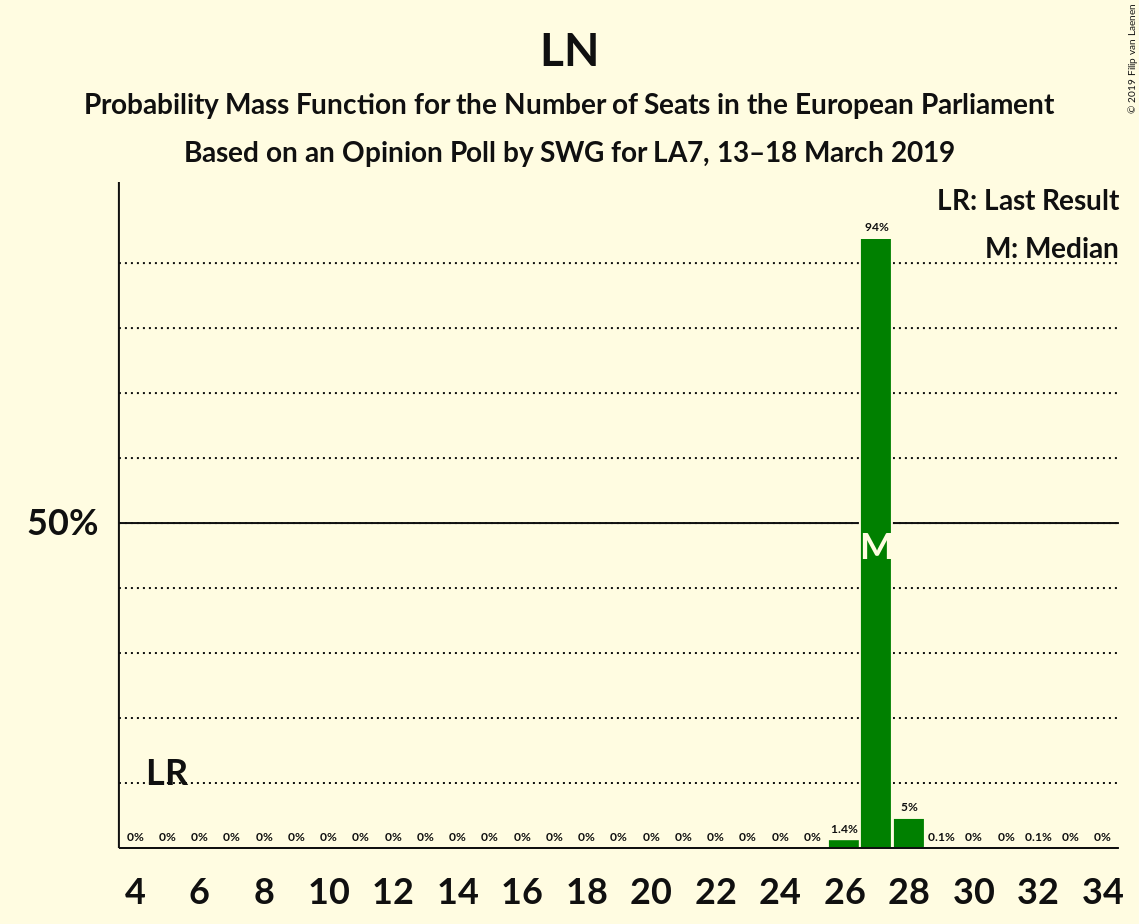 LN
Probability Mass Function for the Number of Seats in the European Parliament
Based on an Opinion Poll by SWG for LA7, 13–18 March 2019
© 2019 Filip van Laenen
LR: Last Result
M: Median
94%
50%
M
LR
0% 0% 0% 0% 0% 0% 0% 0% 0% 0% 0% 0% 0% 0% 0% 0% 0% 0% 0% 0% 0% 0% 1.4% 5% 0.1% 0% 0% 0.1% 0% 0%
4 6 8 10 12 14 16 18 20 22 24 26 28 30 32 34